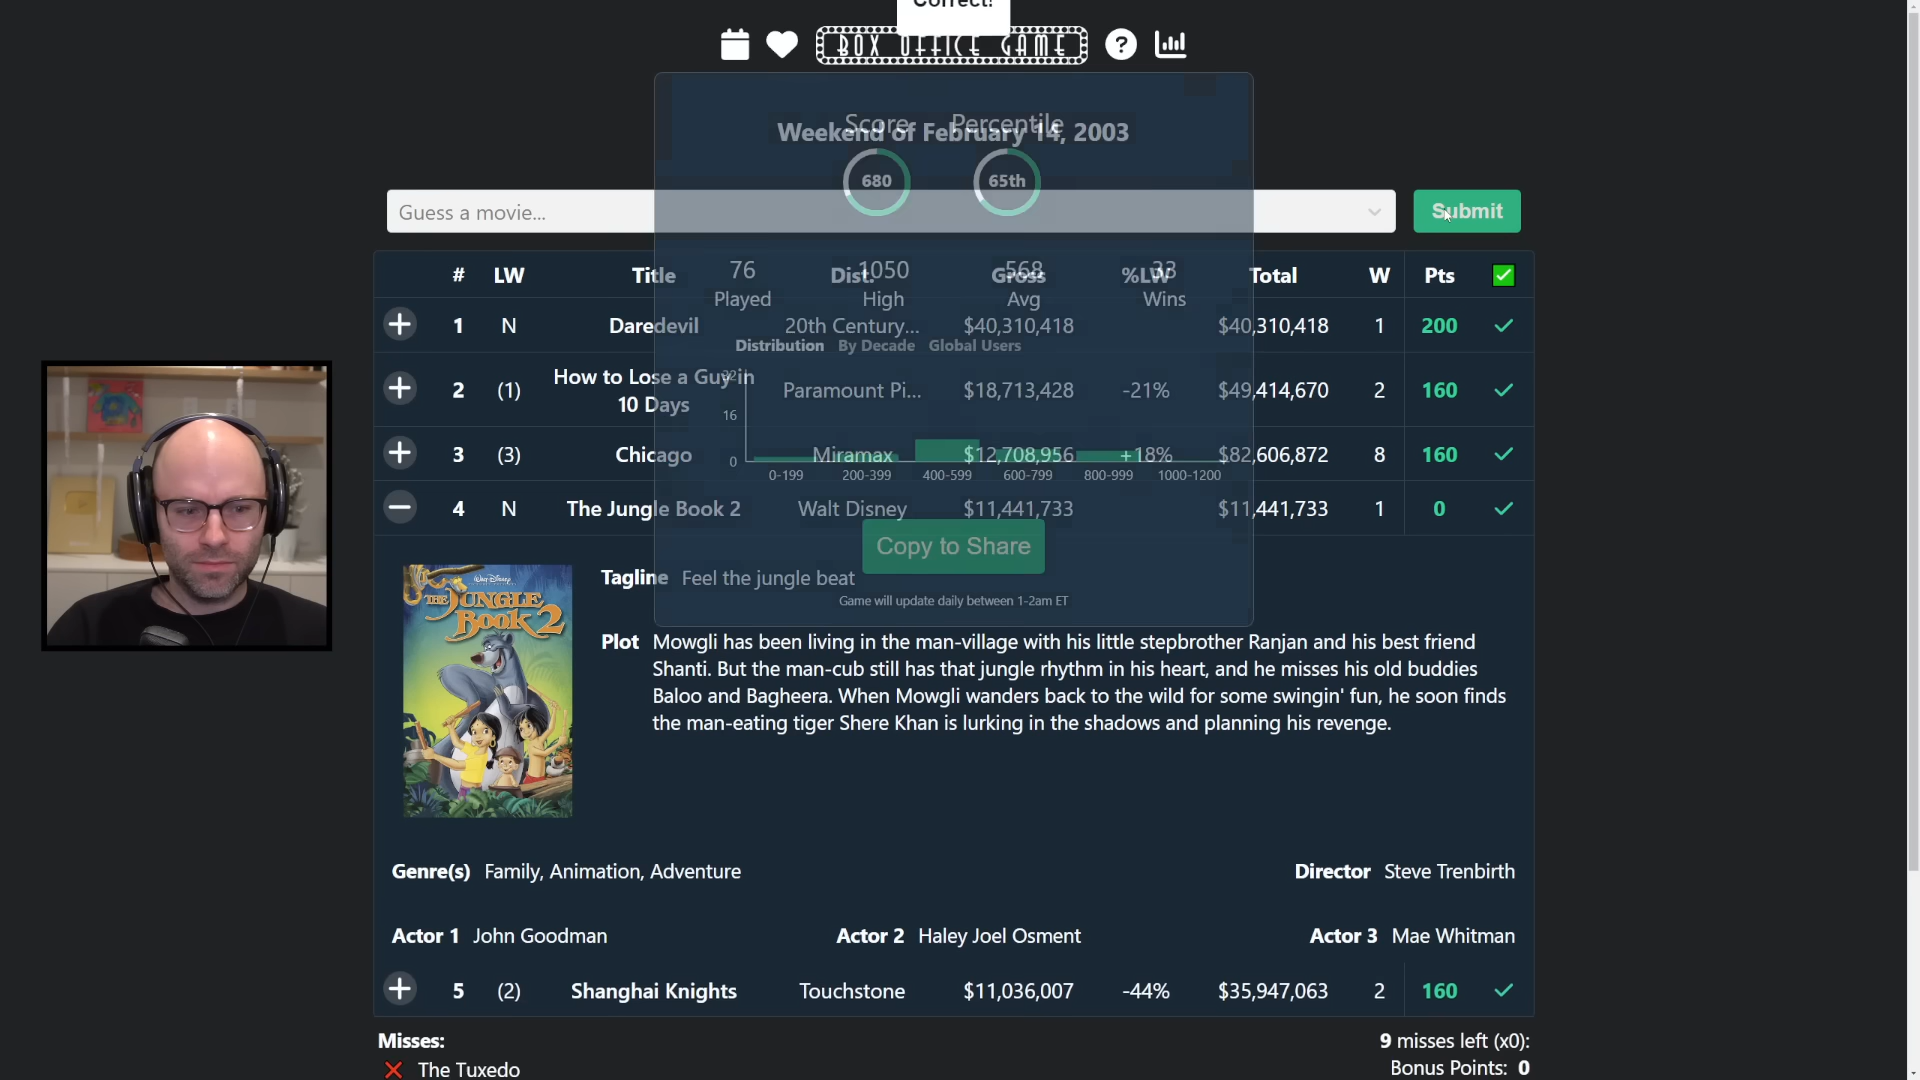 Correct!
BOX OFFICE GAME
?
Weekend of February 14, 2003
Score Percentile
680 65th
Guess a movie...
Submit
76 1050 568 33
Played High Avg Wins
# LW Title Dist. Gross %LW Total W Pts
1 N Daredevil 20th Century... $40,310,418 $40,310,418 1 200
Distribution By Decade Global Users
2 (1) How to Lose a Guy in 10 Days Paramount Pi... $18,713,428 -21% $49,414,670 2 160
32
16
0
3 (3) Chicago Miramax $12,708,956 +18% $82,606,872 8 160
0-199 200-399 400-599 600-799 800-999 1000-1200
4 N The Jungle Book 2 Walt Disney $11,441,733 $11,441,733 1 0
Copy to Share
Game will update daily between 1-2am ET
Tagline Feel the jungle beat
Walt Disney
THE JUNGLE BOOK 2
Plot Mowgli has been living in the man-village with his little stepbrother Ranjan and his best friend
Shanti. But the man-cub still has that jungle rhythm in his heart, and he misses his old buddies
Baloo and Bagheera. When Mowgli wanders back to the wild for some swingin' fun, he soon finds
the man-eating tiger Shere Khan is lurking in the shadows and planning his revenge.
Genre(s) Family, Animation, Adventure
Director Steve Trenbirth
Actor 1 John Goodman
Actor 2 Haley Joel Osment
Actor 3 Mae Whitman
5 (2) Shanghai Knights Touchstone $11,036,007 -44% $35,947,063 2 160
Misses:
9 misses left (x0):
The Tuxedo
Bonus Points: 0